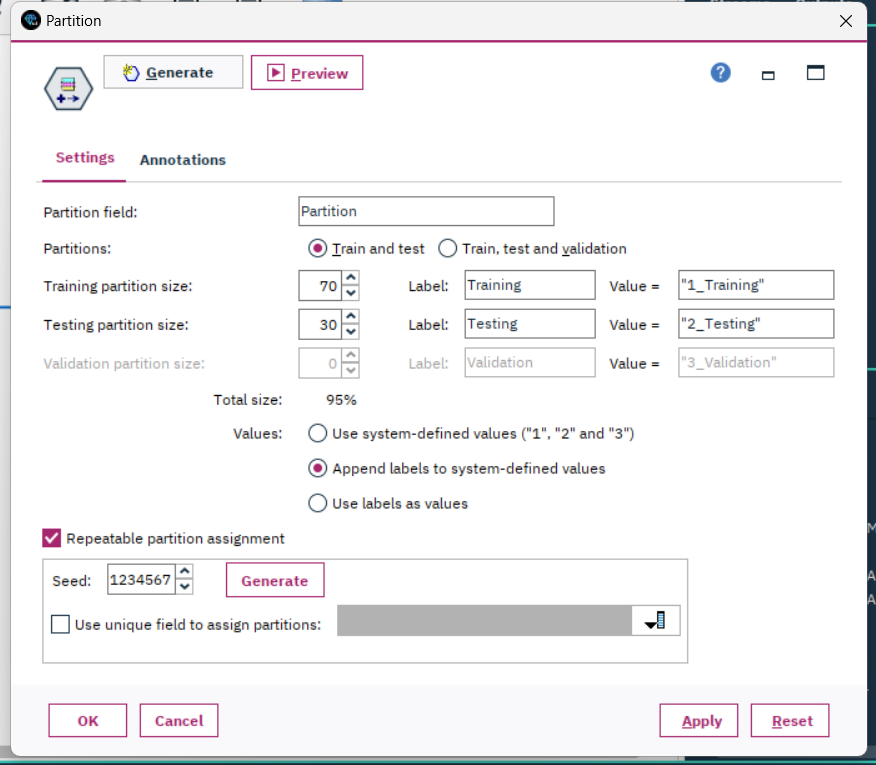 Partition
Generate Preview ?
Settings Annotations
Partition field: Partition
Partitions: Train and test Train, test and validation
Training partition size: 70 Label: Training Value = "1_Training"
Testing partition size: 30 Label: Testing Value = "2_Testing"
Validation partition size: 0 Label: Validation Value = "3_Validation"
Total size: 95%
Values: Use system-defined values ("1", "2" and "3")
Append labels to system-defined values
Use labels as values
Repeatable partition assignment
Seed: 1234567 Generate
Use unique field to assign partitions:
OK Cancel Apply Reset